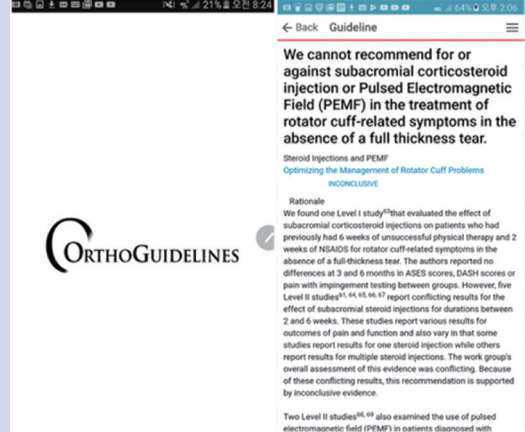 21% 오전 8:24
ORTHOGUIDELINES
64% 오후 2:06
← Back Guideline
We cannot recommend for or
against subacromial corticosteroid
injection or Pulsed Electromagnetic
Field (PEMF) in the treatment of
rotator cuff-related symptoms in the
absence of a full thickness tear.
Steroid Injections and PEMF
Optimizing the Management of Rotator Cuff Problems
INCONCLUSIVE
Rationale
We found one Level I study⁶⁰that evaluated the effect of
subacromial corticosteroid injections on patients who had
previously had 6 weeks of unsuccessful physical therapy and 2
weeks of NSAIDS for rotator cuff-related symptoms in the
absence of a full-thickness tear. The authors reported no
differences at 3 and 6 months in ASES scores, DASH scores or
pain with impingement testing between groups. However, five
Level II studies⁶¹, ⁶⁴, ⁶⁵, ⁶⁶, ⁶⁷ report conflicting results for the
effect of subacromial steroid injections for durations between
2 and 6 weeks. These studies report various results for
outcomes of pain and function and also vary in that some
studies report results for one steroid injection while others
report results for multiple steroid injections. The work group's
overall assessment of this evidence was conflicting. Because
of these conflicting results, this recommendation is supported
by inconclusive evidence.
Two Level II studies⁶⁸, ⁶⁹ also examined the use of pulsed
electromagnetic field (PEMF) in patients diagnosed with